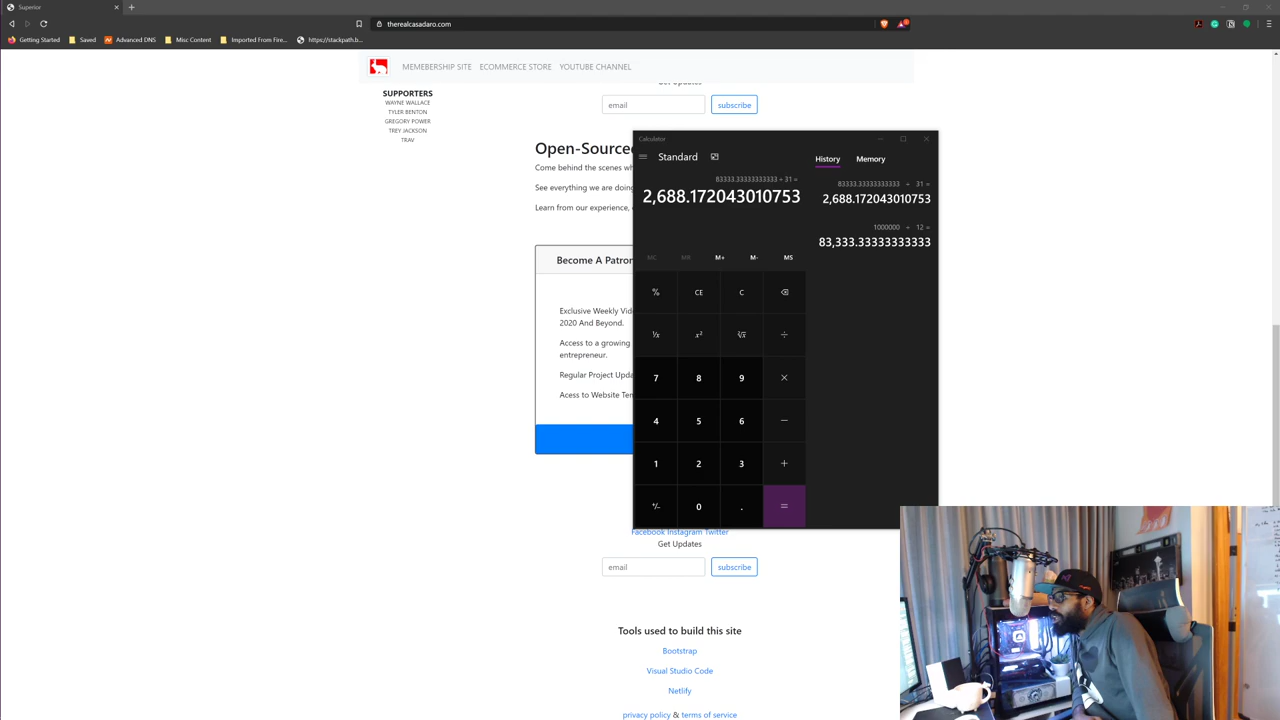 Superior
therealcasadaro.com
Getting Started
Saved
Advanced DNS
Misc Content
Imported From Fire...
https://stackpath.b...
MEMEBERSHIP SITE
ECOMMERCE STORE
YOUTUBE CHANNEL
SUPPORTERS
WAYNE WALLACE
TYLER BENTON
GREGORY POWER
TREY JACKSON
TRAV
email
subscribe
Open-Sourced
Come behind the scenes
See everything we are doing
Learn from our experience,
Become A Patron
Exclusive Weekly
2020 And Beyond.
Access to a growing
entrepreneur.
Regular Project
Acess to Website
Calculator
Standard
83333.33333333333 ÷ 31 =
2,688.172043010753
MC MR M+ M- MS
% CE C
¹⁄x x² ²√x ÷
7 8 9 ×
4 5 6 −
1 2 3 +
+/- 0 . =
History Memory
83333.33333333333 ÷ 31 =
2,688.172043010753
1000000 ÷ 12 =
83,333.33333333333
Facebook Instagram Twitter
Get Updates
email
subscribe
Tools used to build this site
Bootstrap
Visual Studio Code
Netlify
privacy policy & terms of service